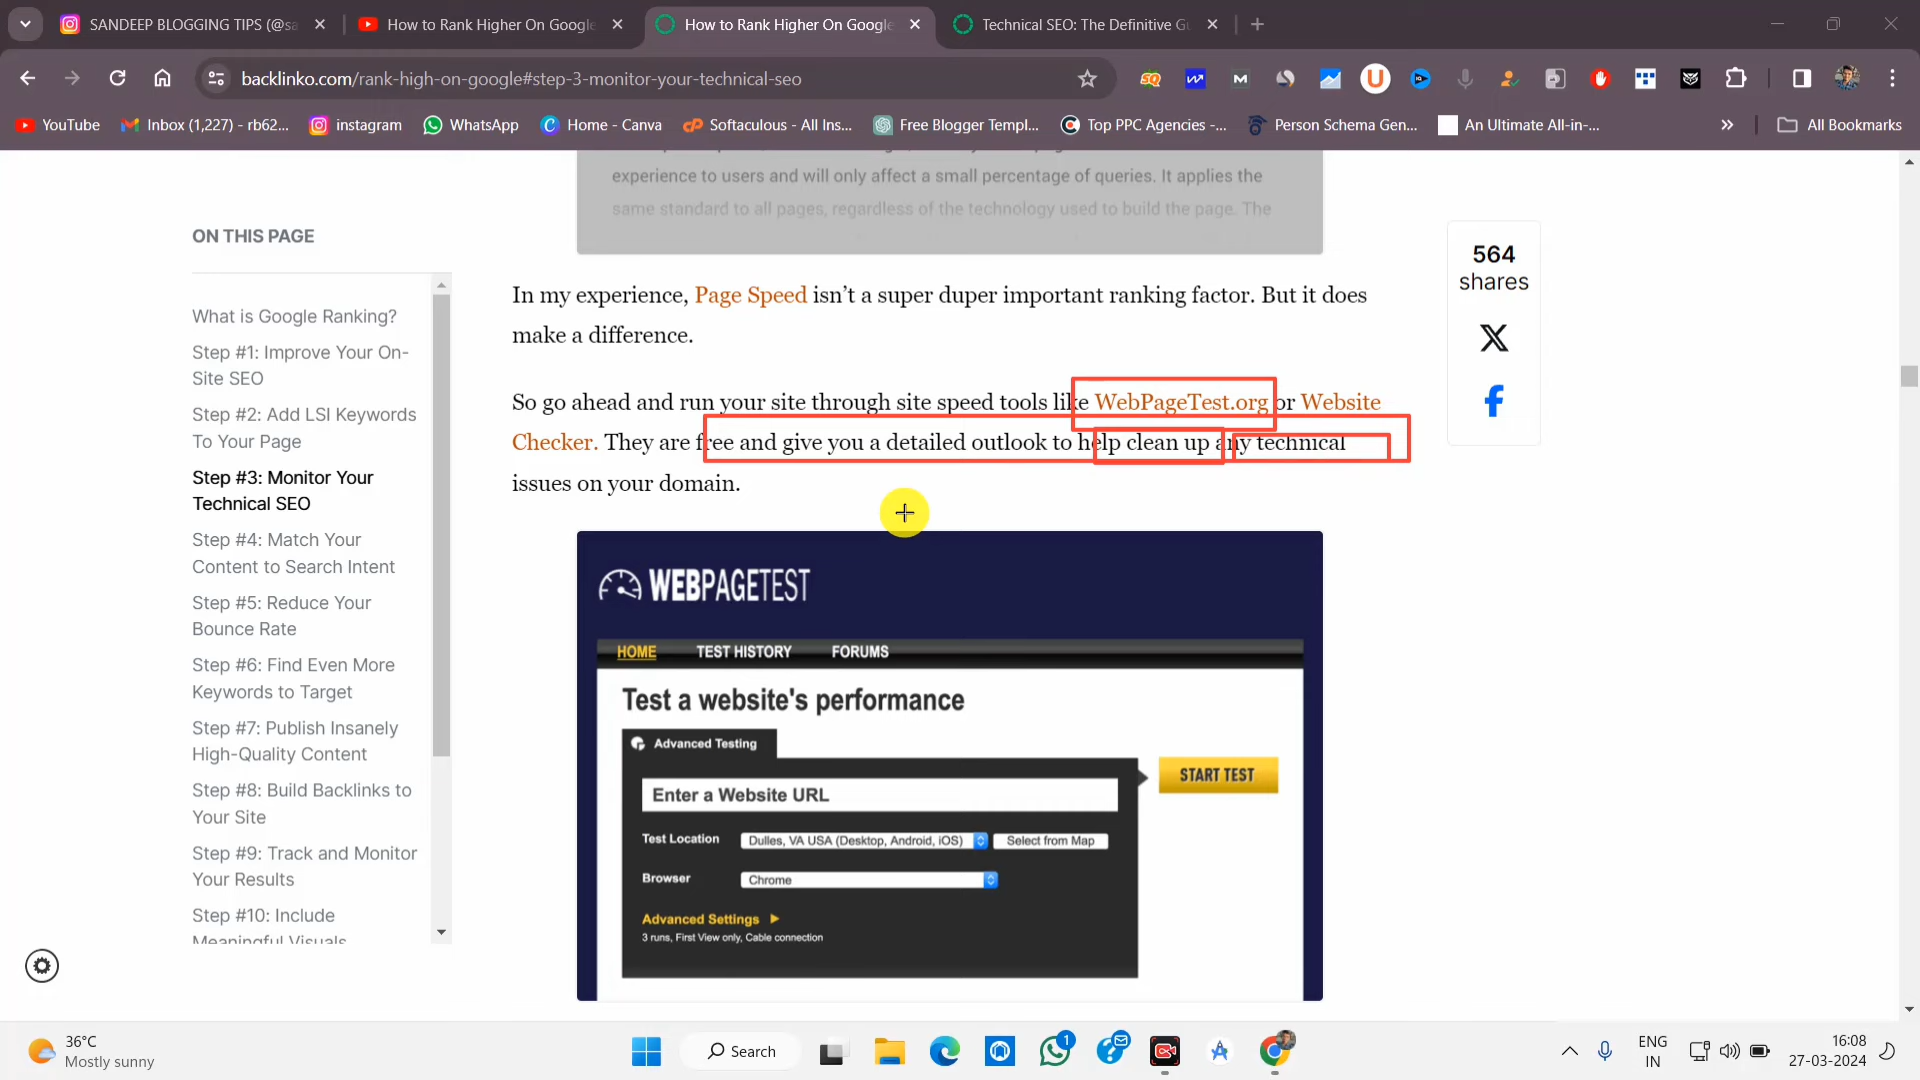 SANDEEP BLOGGING TIPS (@sa
How to Rank Higher On Google
How to Rank Higher On Google
Technical SEO: The Definitive Gu
backlinko.com/rank-high-on-google#step-3-monitor-your-technical-seo
YouTube
Inbox (1,227) - rb62...
instagram
WhatsApp
Home - Canva
Softaculous - All Ins...
Free Blogger Templ...
Top PPC Agencies -...
Person Schema Gen...
An Ultimate All-in-...
All Bookmarks
experience to users and will only affect a small percentage of queries. It applies the
same standard to all pages, regardless of the technology used to build the page. The
ON THIS PAGE
What is Google Ranking?
Step #1: Improve Your On-
Site SEO
Step #2: Add LSI Keywords
To Your Page
Step #3: Monitor Your
Technical SEO
Step #4: Match Your
Content to Search Intent
Step #5: Reduce Your
Bounce Rate
Step #6: Find Even More
Keywords to Target
Step #7: Publish Insanely
High-Quality Content
Step #8: Build Backlinks to
Your Site
Step #9: Track and Monitor
Your Results
Step #10: Include
Meaningful Visuals
In my experience, Page Speed isn't a super duper important ranking factor. But it does
make a difference.
So go ahead and run your site through site speed tools like WebPageTest.org or Website
Checker. They are free and give you a detailed outlook to help clean up any technical
issues on your domain.
WEBPAGETEST
HOME TEST HISTORY FORUMS
Test a website's performance
Advanced Testing
Enter a Website URL
START TEST
Test Location Dulles, VA USA (Desktop, Android, iOS) Select from Map
Browser Chrome
Advanced Settings
3 runs, First View only, Cable connection
564
shares
36°C
Mostly sunny
Search
1
ENG
IN
16:08
27-03-2024